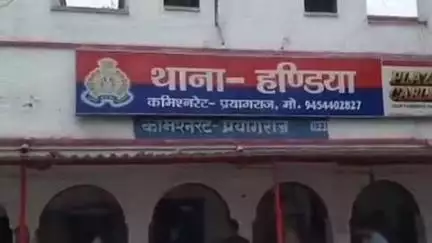 थाना- हण्डिया
कमिश्नरेट- प्रयागराज, मो. 9454402827
कमिश्नरेट-प्रयागराज